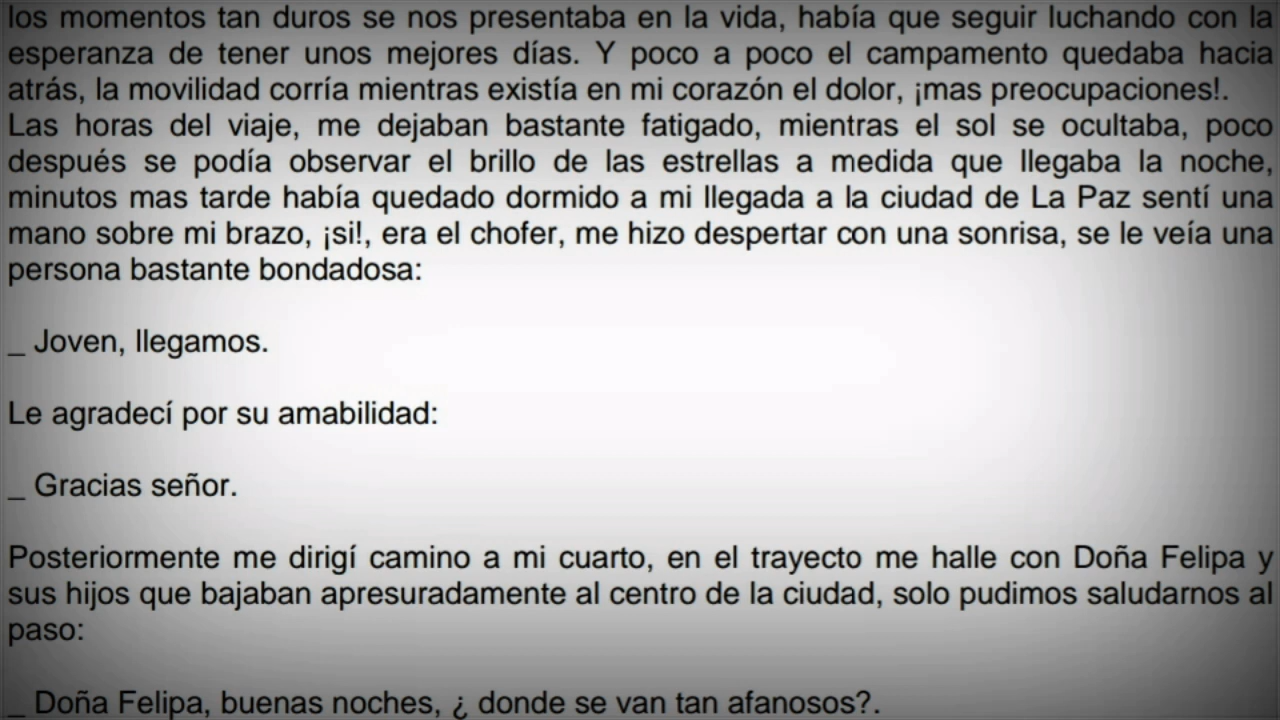 los momentos tan duros se nos presentaba en la vida, había que seguir luchando con la
esperanza de tener unos mejores días. Y poco a poco el campamento quedaba hacia
atrás, la movilidad corría mientras existía en mi corazón el dolor, ¡mas preocupaciones!.
Las horas del viaje, me dejaban bastante fatigado, mientras el sol se ocultaba, poco
después se podía observar el brillo de las estrellas a medida que llegaba la noche,
minutos mas tarde había quedado dormido a mi llegada a la ciudad de La Paz sentí una
mano sobre mi brazo, ¡si!, era el chofer, me hizo despertar con una sonrisa, se le veía una
persona bastante bondadosa:
_ Joven, llegamos.
Le agradecí por su amabilidad:
_ Gracias señor.
Posteriormente me dirigí camino a mi cuarto, en el trayecto me halle con Doña Felipa y
sus hijos que bajaban apresuradamente al centro de la ciudad, solo pudimos saludarnos al
paso:
_ Doña Felipa, buenas noches, ¿ donde se van tan afanosos?.